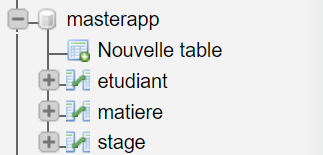 masterapp
Nouvelle table
etudiant
matiere
stage